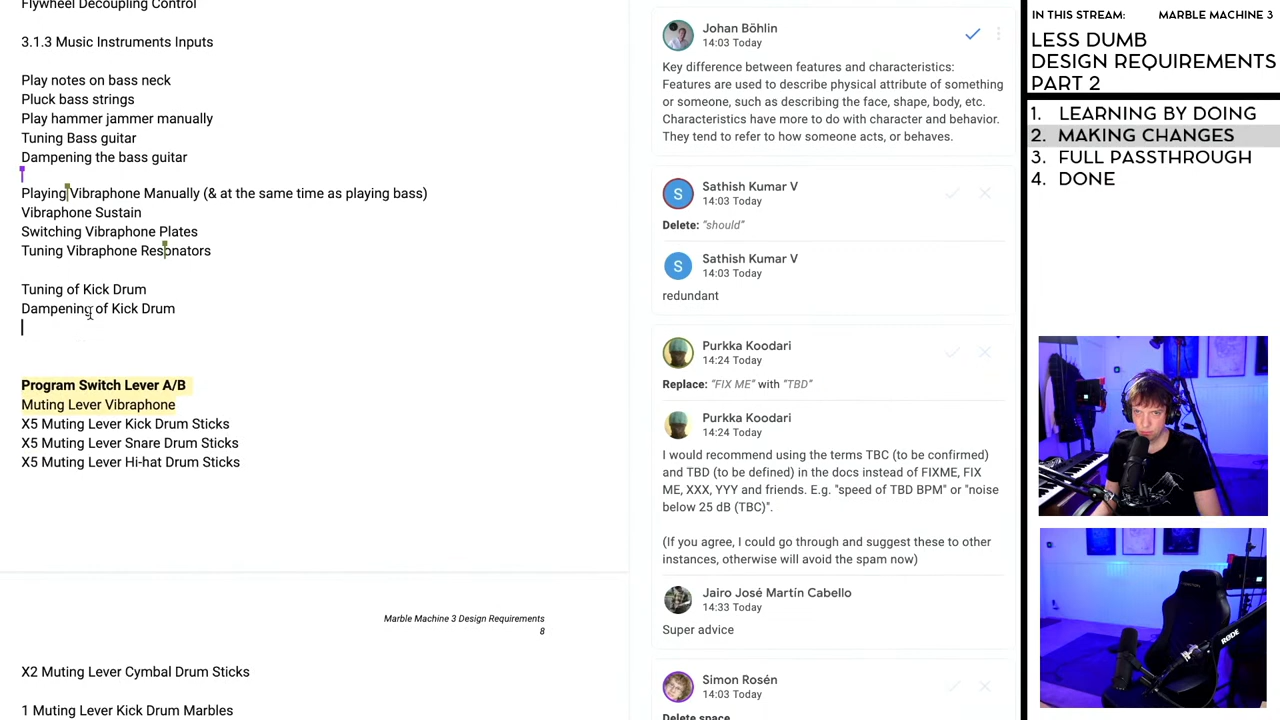 Flywheel Decoupling Control
3.1.3 Music Instruments Inputs
Play notes on bass neck
Pluck bass strings
Play hammer jammer manually
Tuning Bass guitar
Dampening the bass guitar
Playing Vibraphone Manually (& at the same time as playing bass)
Vibraphone Sustain
Switching Vibraphone Plates
Tuning Vibraphone Resonators
Tuning of Kick Drum
Dampening of Kick Drum
Program Switch Lever A/B
Muting Lever Vibraphone
X5 Muting Lever Kick Drum Sticks
X5 Muting Lever Snare Drum Sticks
X5 Muting Lever Hi-hat Drum Sticks
Marble Machine 3 Design Requirements
8
X2 Muting Lever Cymbal Drum Sticks
1 Muting Lever Kick Drum Marbles
Johan Böhlin
14:03 Today
Key difference between features and characteristics:
Features are used to describe physical attribute of something
or someone, such as describing the face, shape, body, etc.
Characteristics have more to do with character and behavior.
They tend to refer to how someone acts, or behaves.
S
Sathish Kumar V
14:03 Today
Delete: "should"
S
Sathish Kumar V
14:03 Today
redundant
Purkka Koodari
14:24 Today
Replace: "FIX ME" with "TBD"
Purkka Koodari
14:24 Today
I would recommend using the terms TBC (to be confirmed)
and TBD (to be defined) in the docs instead of FIXME, FIX
ME, XXX, YYY and friends. E.g. "speed of TBD BPM" or "noise
below 25 dB (TBC)".
(If you agree, I could go through and suggest these to other
instances, otherwise will avoid the spam now)
Jairo José Martín Cabello
14:33 Today
Super advice
Simon Rosén
14:03 Today
Delete space
IN THIS STREAM: MARBLE MACHINE 3
LESS DUMB
DESIGN REQUIREMENTS
PART 2
1. LEARNING BY DOING
2. MAKING CHANGES
3. FULL PASSTHROUGH
4. DONE
RØDE